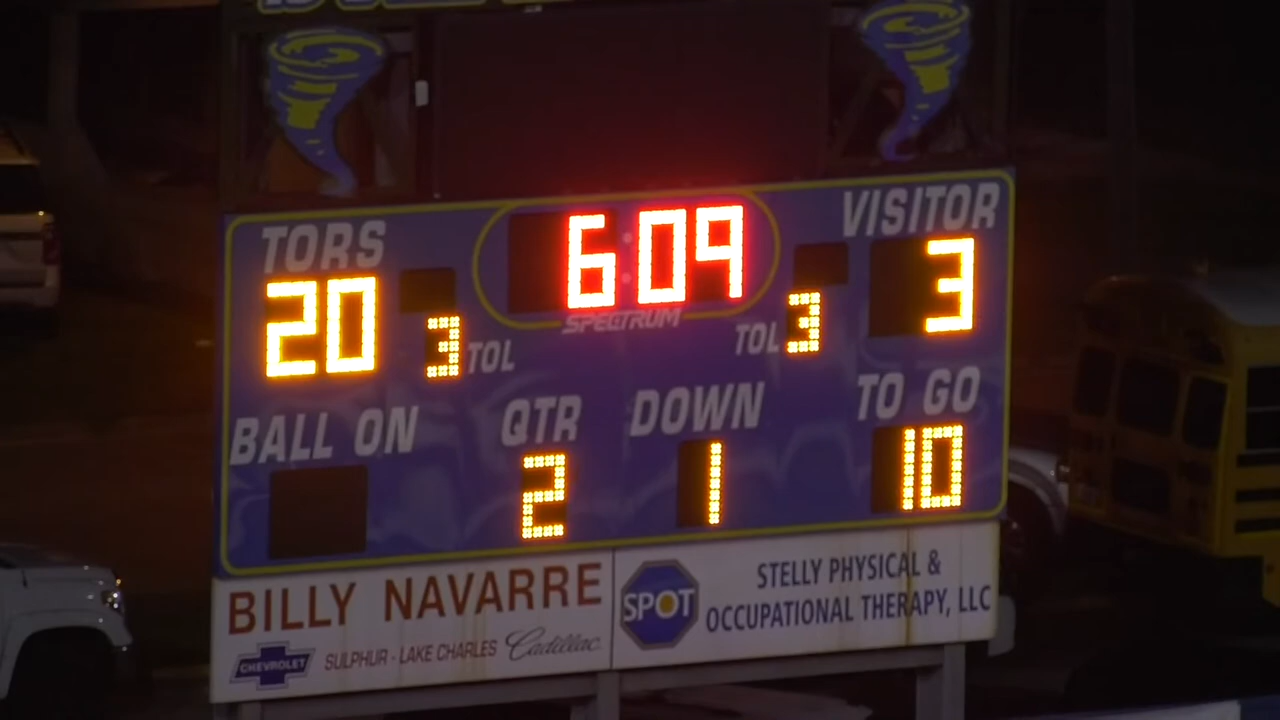 TORS
6:09
VISITOR
20
3 TOL
SPECTRUM
TOL 3
3
BALL ON
QTR
DOWN
TO GO
2
1
10
BILLY NAVARRE
CHEVROLET
SULPHUR - LAKE CHARLES
Cadillac
SPOT
STELLY PHYSICAL &
OCCUPATIONAL THERAPY, LLC